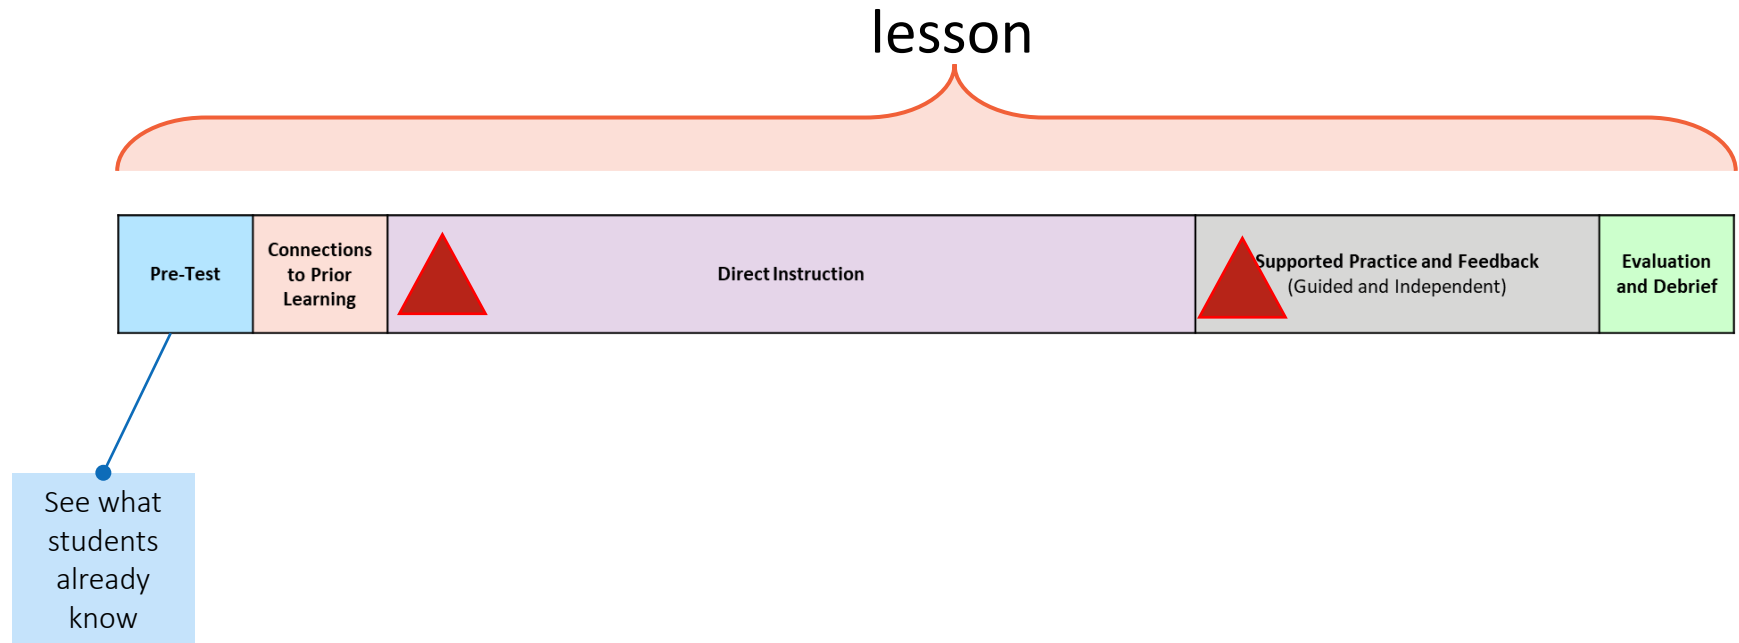 lesson
Pre-Test
Connections
to Prior
Learning
Direct Instruction
Supported Practice and Feedback
(Guided and Independent)
Evaluation
and Debrief
See what
students
already
know